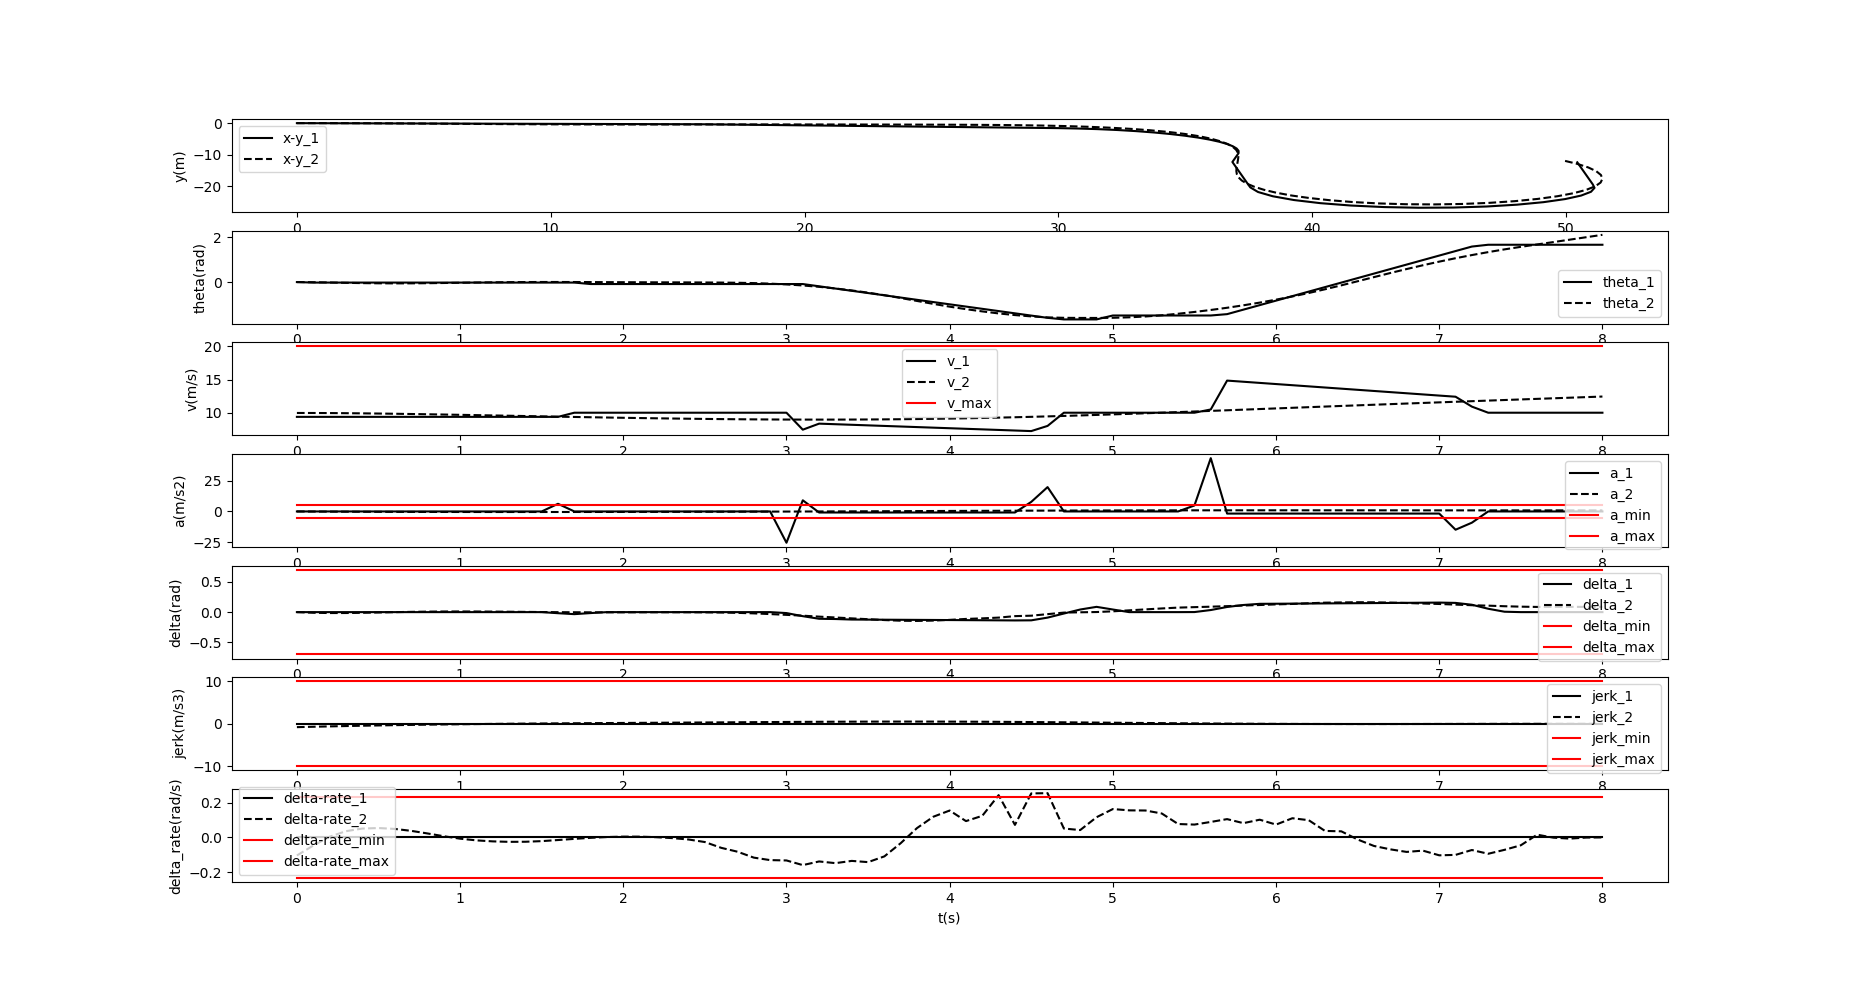 y(m)
0
−10
−20
x-y_1
x-y_2
0 10 20 30 40 50
theta(rad)
2
0
theta_1
theta_2
0 1 2 3 4 5 6 7 8
v(m/s)
20
15
10
v_1
v_2
v_max
0 1 2 3 4 5 6 7 8
a(m/s2)
25
0
−25
a_1
a_2
a_min
a_max
0 1 2 3 4 5 6 7 8
delta(rad)
0.5
0.0
−0.5
delta_1
delta_2
delta_min
delta_max
0 1 2 3 4 5 6 7 8
jerk(m/s3)
10
0
−10
jerk_1
jerk_2
jerk_min
jerk_max
0 1 2 3 4 5 6 7 8
delta_rate(rad/s)
0.2
0.0
−0.2
delta-rate_1
delta-rate_2
delta-rate_min
delta-rate_max
0 1 2 3 4 5 6 7 8
t(s)